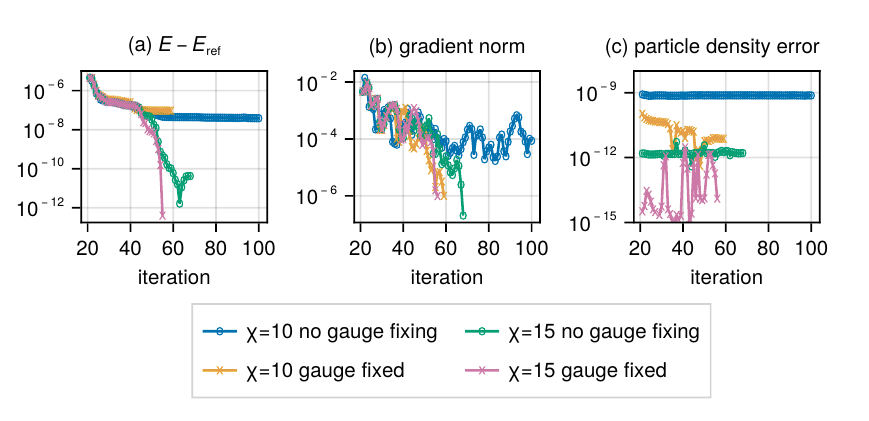 (a) E − E_ref
(b) gradient norm
(c) particle density error
10⁻⁶
10⁻⁸
10⁻¹⁰
10⁻¹²
20 40 60 80 100
iteration
10⁻²
10⁻⁴
10⁻⁶
20 40 60 80 100
iteration
10⁻⁹
10⁻¹²
10⁻¹⁵
20 40 60 80 100
iteration
χ=10 no gauge fixing
χ=15 no gauge fixing
χ=10 gauge fixed
χ=15 gauge fixed